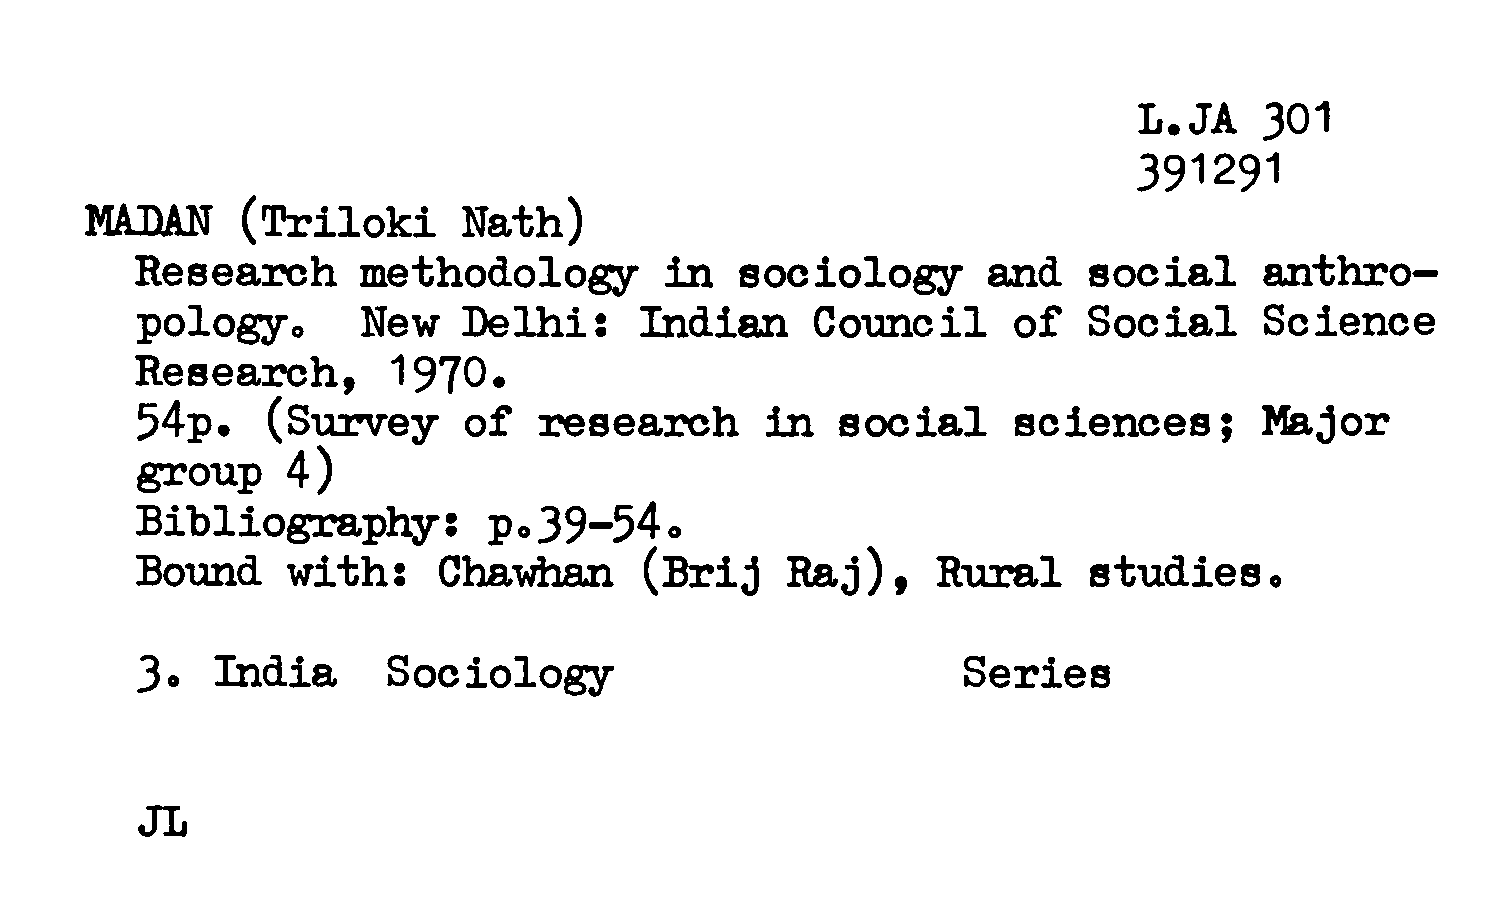 L.JA 301
391291
MADAN (Triloki Nath)
Research methodology in sociology and social anthro-
pology. New Delhi: Indian Council of Social Science
Research, 1970.
54p. (Survey of research in social sciences; Major
group 4)
Bibliography: p.39-54.
Bound with: Chawhan (Brij Raj), Rural studies.
3. India Sociology Series
JL